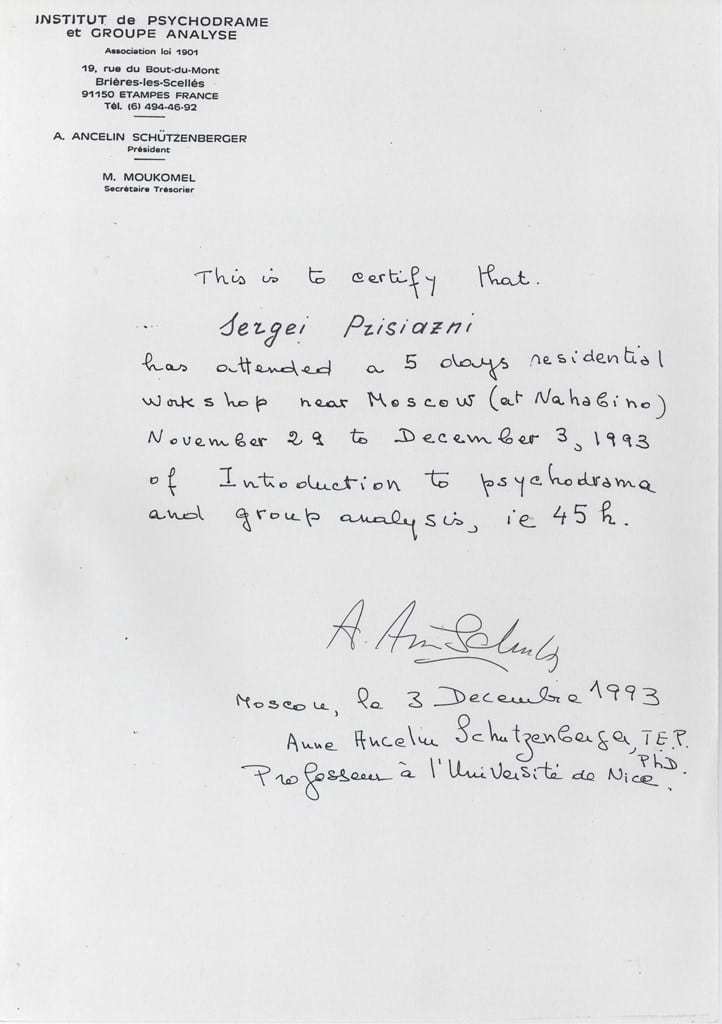 INSTITUT de PSYCHODRAME
et GROUPE ANALYSE
Association loi 1901
19, rue du Bout-du-Mont
Brières-les-Scellés
91150 ETAMPES FRANCE
Tél. (6) 494-46-92
A. ANCELIN SCHÜTZENBERGER
Président
M. MOUKOMEL
Secrétaire Trésorier
This is to certify that.
Sergei Prisiazni
has attended a 5 days residential
workshop near Moscow (at Nahabino)
November 29 to December 3, 1993
of Introduction to psychodrama
and group analysis, ie 45 h.
Moscou, le 3 Decembre 1993
Anne Ancelin Schutzenberger, T.E.P.
PhD.
Professeur à l'Université de Nice.